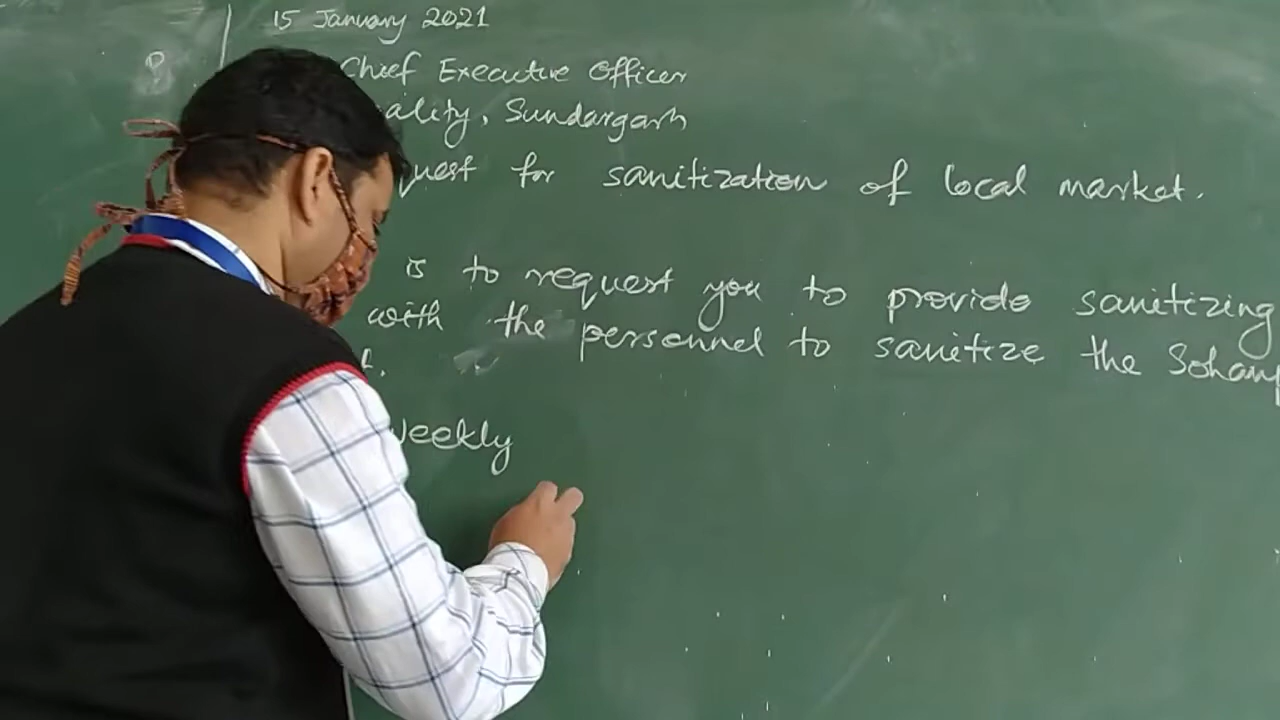 15 January 2021
8
Chief Executive Officer
ality, Sundargarh
quest for sanitization of local market.
is to request you to provide sanitizing
with the personnel to sanitize the
t.
Weekly